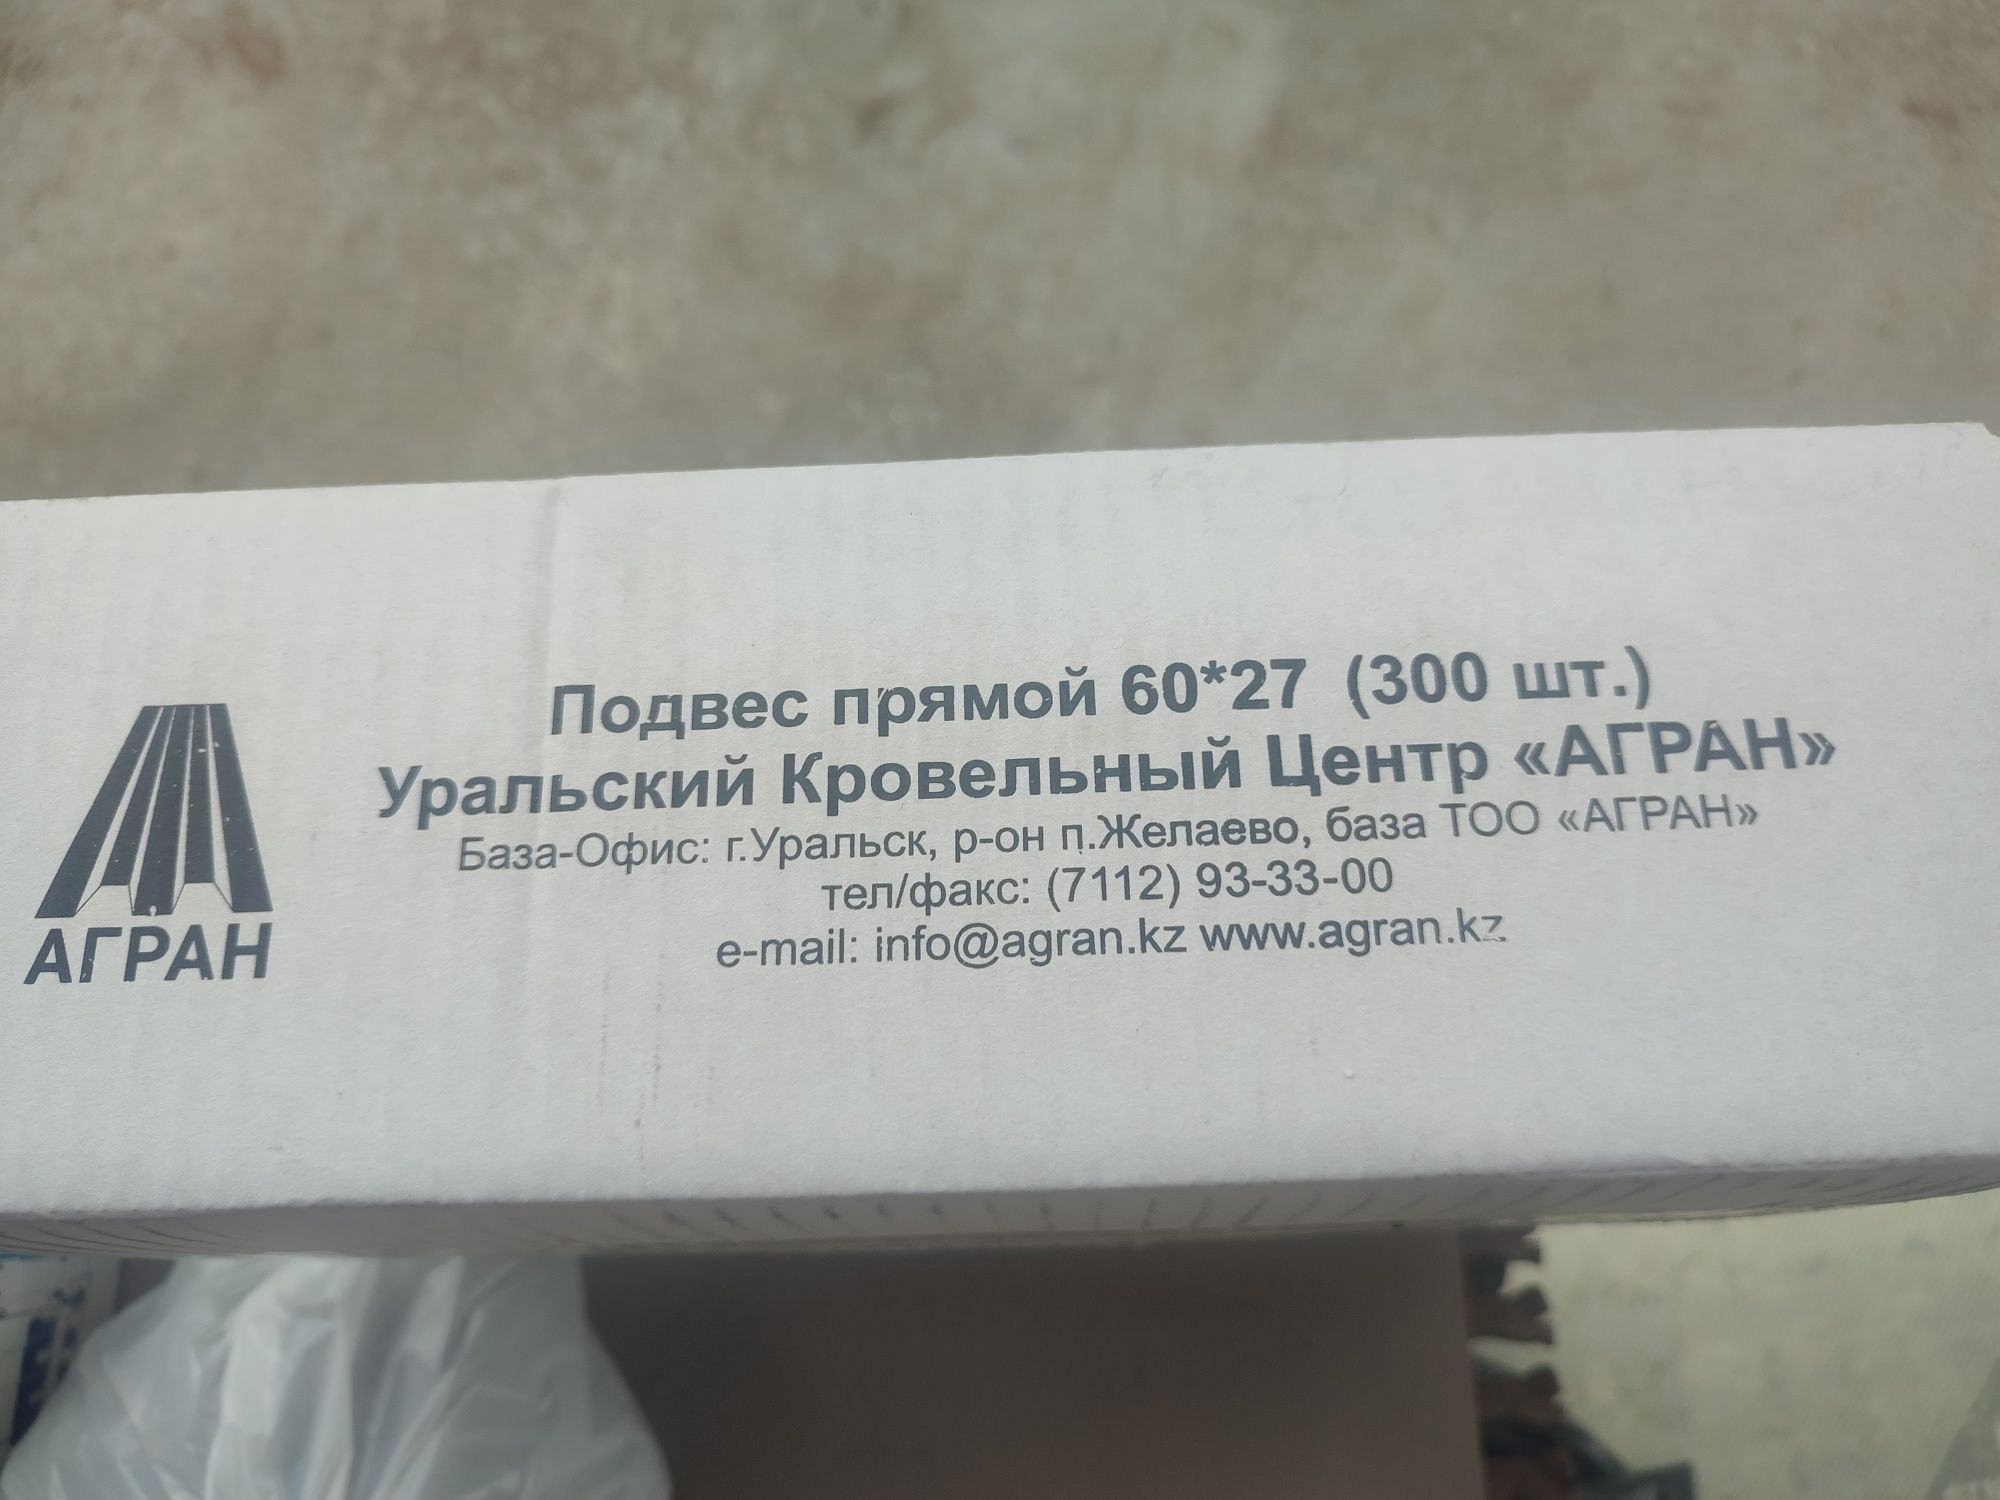 Подвес прямой 60*27 (300 шт.)
Уральский Кровельный Центр «АГРАН»
База-Офис: г.Уральск, р-он п.Желаево, база ТОО «АГРАН»
тел/факс: (7112) 93-33-00
e-mail: info@agran.kz www.agran.kz
АГРАН